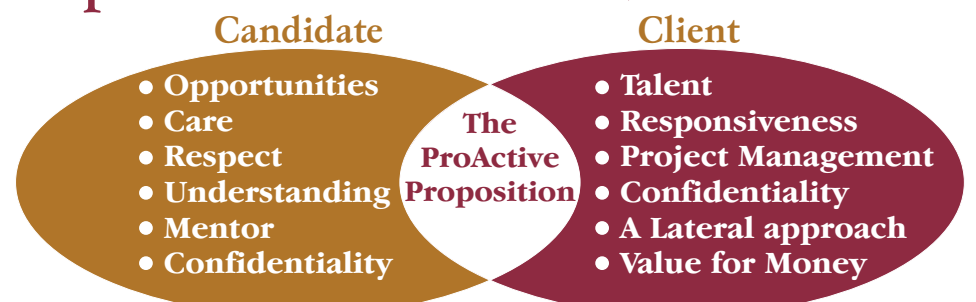 Candidate
Client
• Opportunities
• Care
• Respect
• Understanding
• Mentor
• Confidentiality
The
ProActive
Proposition
• Talent
• Responsiveness
• Project Management
• Confidentiality
• A Lateral approach
• Value for Money